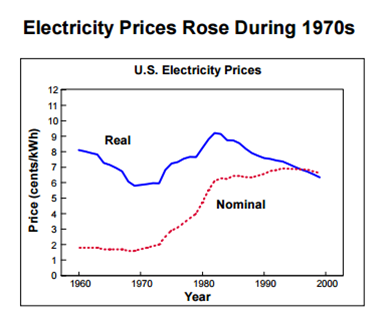 Electricity Prices Rose During 1970s
U.S. Electricity Prices
Price (cents/kWh)
12
11
10
9
8
7
6
5
4
3
2
1
0
Real
Nominal
1960 1970 1980 1990 2000
Year